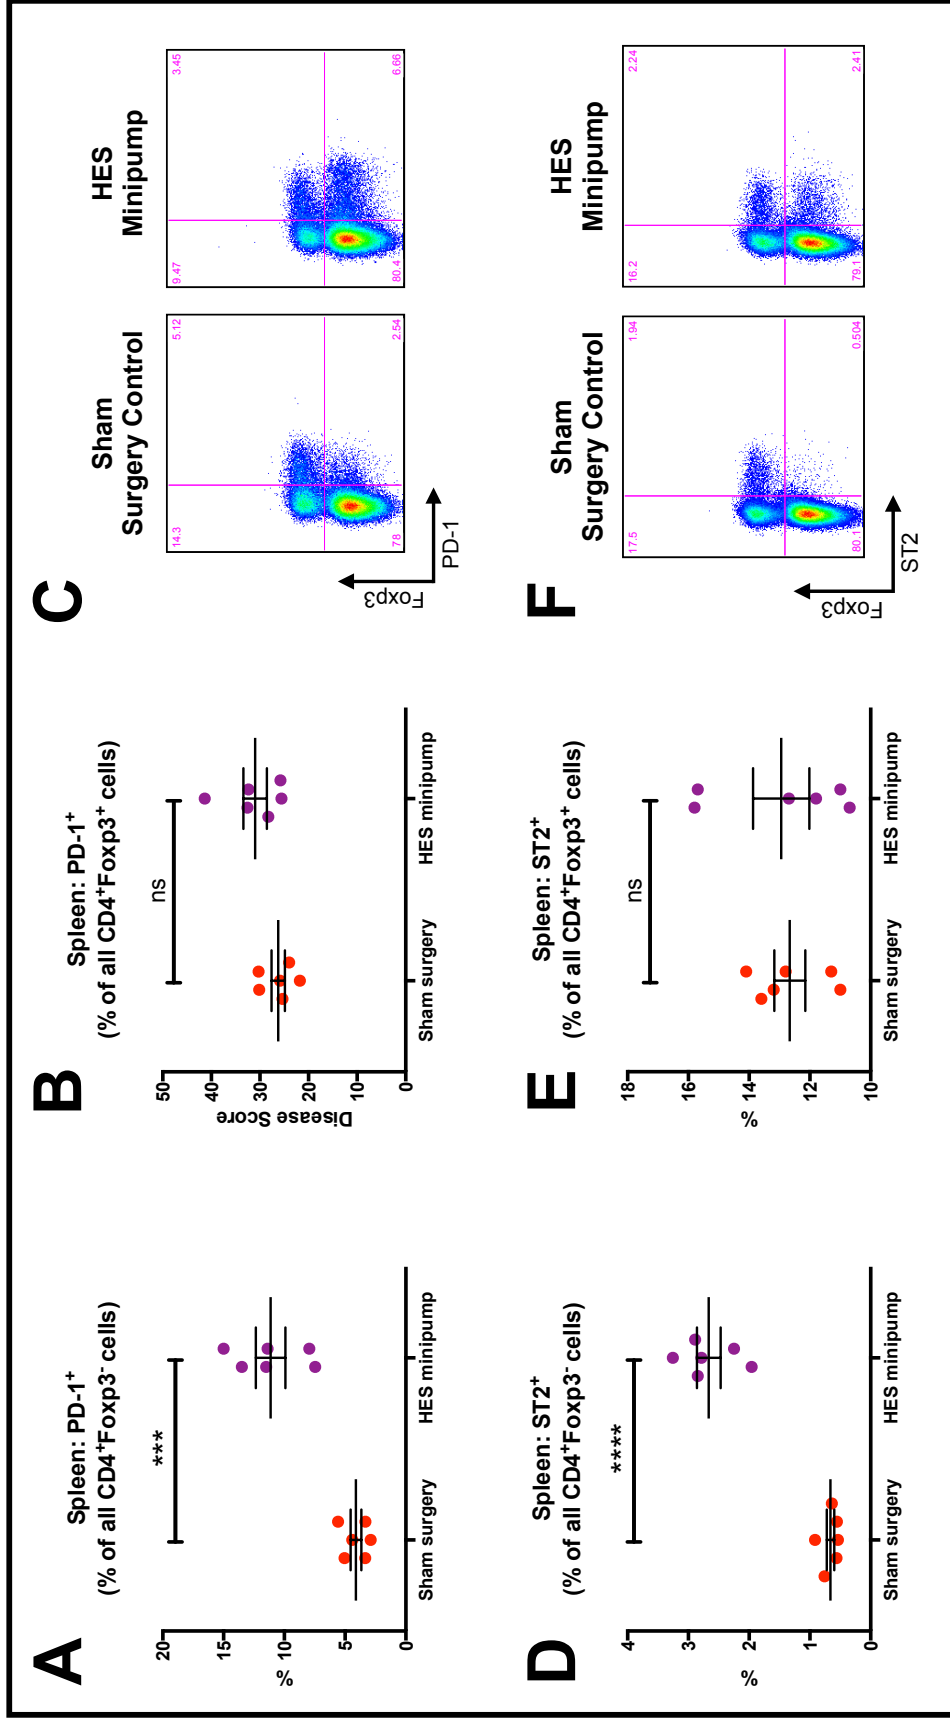 A
Spleen: PD-1+
(% of all CD4+Foxp3- cells)
***
20
15
10
5
0
%
Sham surgery
HES minipump
B
Spleen: PD-1+
(% of all CD4+Foxp3+ cells)
ns
50
40
30
20
10
0
Disease Score
Sham surgery
HES minipump
C
Sham
Surgery Control
HES
Minipump
14.3
5.12
78
2.54
9.47
3.45
80.4
6.66
Foxp3
PD-1
D
Spleen: ST2+
(% of all CD4+Foxp3- cells)
****
4
3
2
1
0
%
Sham surgery
HES minipump
E
Spleen: ST2+
(% of all CD4+Foxp3+ cells)
ns
18
16
14
12
10
%
Sham surgery
HES minipump
F
Sham
Surgery Control
HES
Minipump
17.5
1.94
80.1
0.504
16.2
2.24
79.1
2.41
Foxp3
ST2